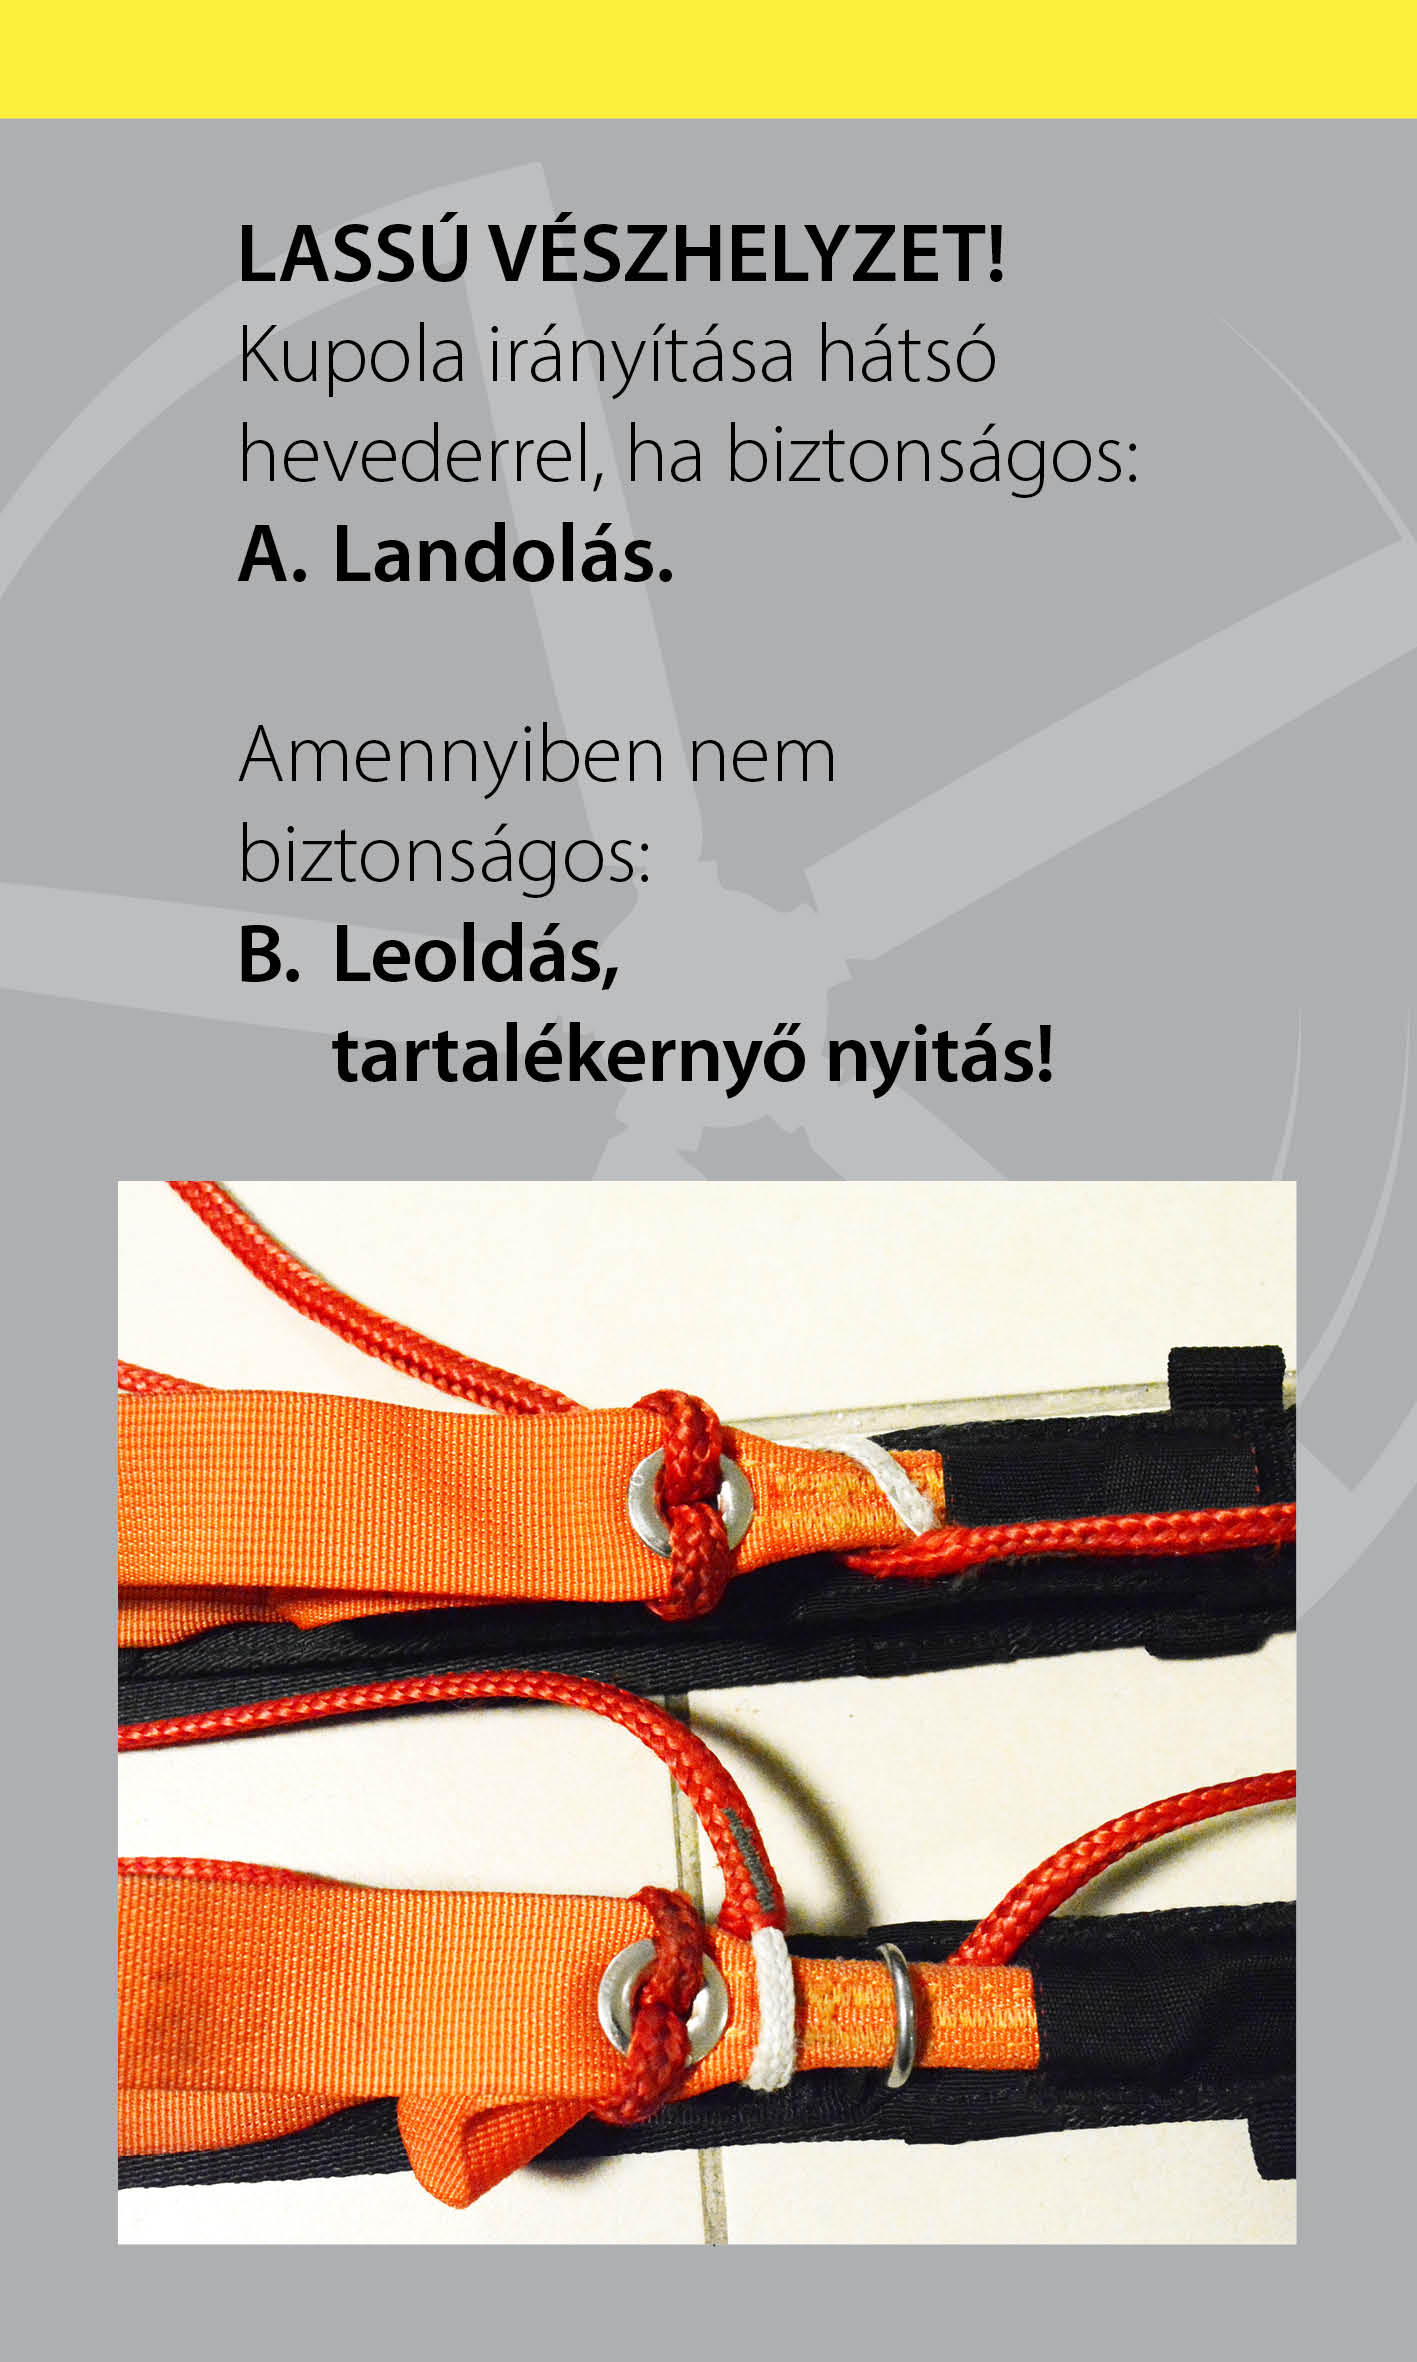 LASSÚ VÉSZHELYZET!
Kupola irányítása hátsó
hevederrel, ha biztonságos:
A. Landolás.
Amennyiben nem
biztonságos:
B. Leoldás,
tartalékernyő nyitás!